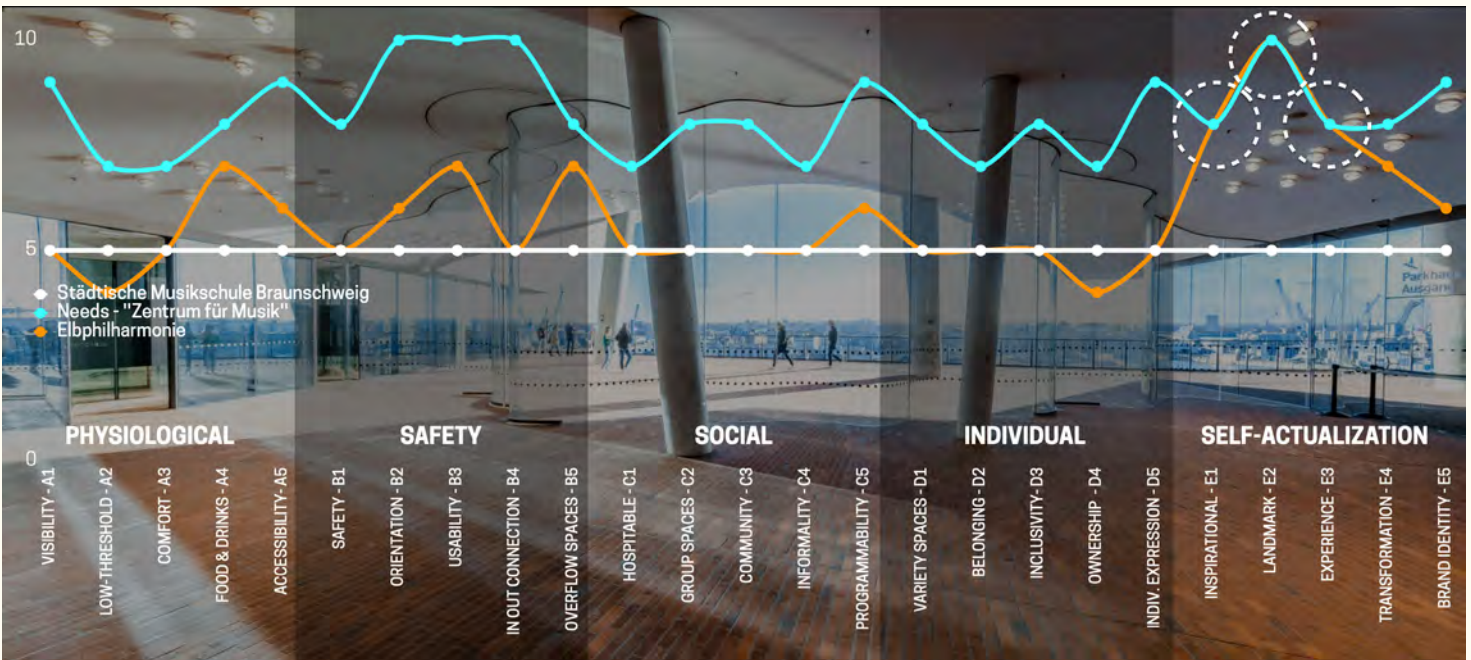 10
5
Städtische Musikschule Braunschweig
Needs - "Zentrum für Musik"
Elbphilharmonie
Parkhaus
Ausgang
PHYSIOLOGICAL
SAFETY
SOCIAL
INDIVIDUAL
SELF-ACTUALIZATION
0
VISIBILITY - A1
LOW-THRESHOLD - A2
COMFORT - A3
FOOD & DRINKS - A4
ACCESSIBILITY- A5
SAFETY - B1
ORIENTATION - B2
USABILITY - B3
IN OUT CONNECTION - B4
OVERFLOW SPACES - B5
HOSPITABLE - C1
GROUP SPACES - C2
COMMUNITY - C3
INFORMALITY - C4
PROGRAMMABILITY - C5
VARIETY SPACES - D1
BELONGING - D2
INCLUSIVITY- D3
OWNERSHIP - D4
INDIV. EXPRESSION - D5
INSPIRATIONAL - E1
LANDMARK - E2
EXPERIENCE - E3
TRANSFORMATION - E4
BRAND IDENTITY - E5